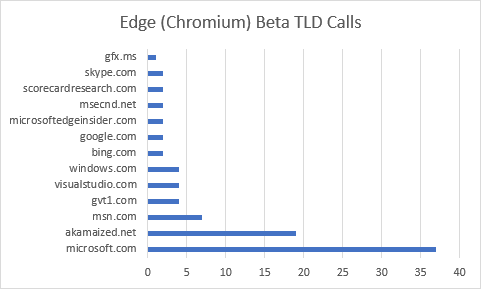 Edge (Chromium) Beta TLD Calls
gfx.ms
skype.com
scorecardresearch.com
msecnd.net
microsoftedgeinsider.com
google.com
bing.com
windows.com
visualstudio.com
gvt1.com
msn.com
akamaized.net
microsoft.com
0 5 10 15 20 25 30 35 40